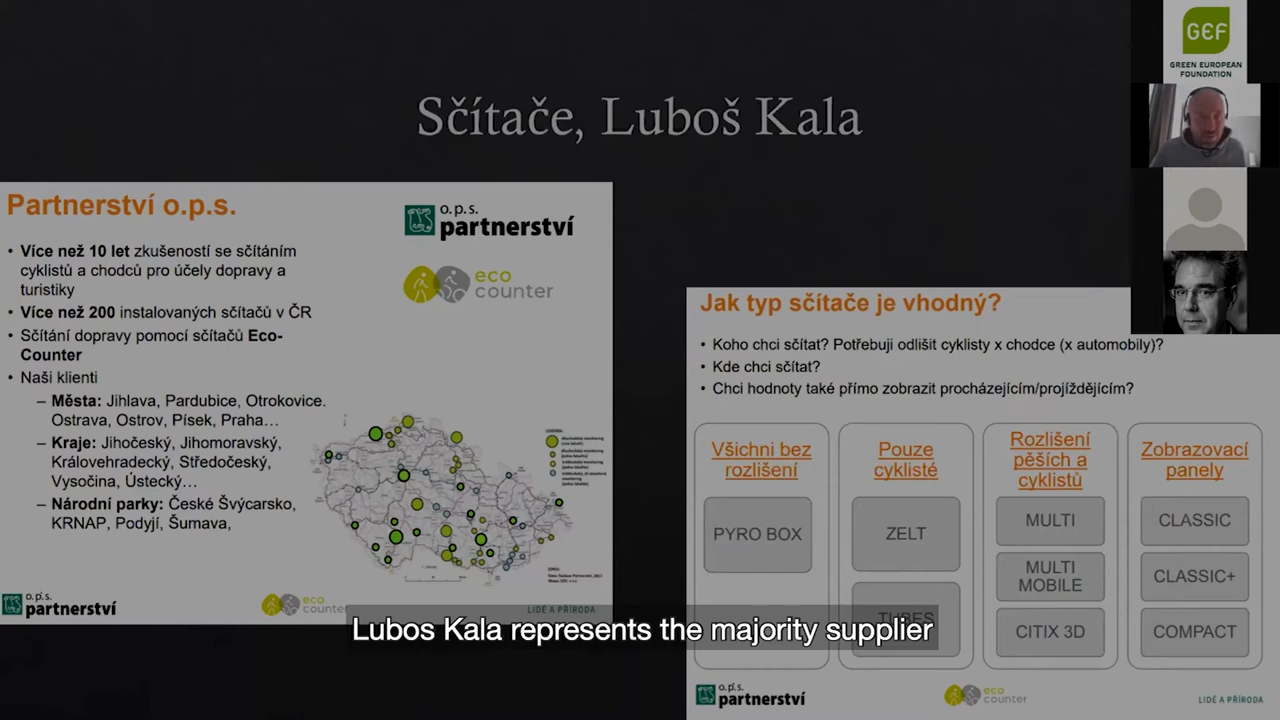 Sčítače, Luboš Kala
GEF
GREEN EUROPEAN
FOUNDATION
Partnerství o.p.s.
o.p.s.
partnerství
eco
counter
• Více než 10 let zkušeností se sčítáním
cyklistů a chodců pro účely dopravy a
turistiky
• Více než 200 instalovaných sčítačů v ČR
• Sčítání dopravy pomocí sčítačů Eco-
Counter
• Naši klienti
– Města: Jihlava, Pardubice, Otrokovice.
Ostrava, Ostrov, Písek, Praha…
– Kraje: Jihočeský, Jihomoravský,
Královehradecký, Středočeský,
Vysočina, Ústecký…
– Národní parky: České Švýcarsko,
KRNAP, Podyjí, Šumava,
o.p.s.
partnerství
eco
counter
LIDÉ A PŘÍRODA
Jak typ sčítače je vhodný?
• Koho chci sčítat? Potřebuji odlišit cyklisty x chodce (x automobily)?
• Kde chci sčítat?
• Chci hodnoty také přímo zobrazit procházejícím/projíždějícím?
Všichni bez
rozlišení
PYRO BOX
Pouze
cyklisté
ZELT
TUBES
Rozlišení
pěších a
cyklistů
MULTI
MULTI
MOBILE
CITIX 3D
Zobrazovací
panely
CLASSIC
CLASSIC+
COMPACT
o.p.s.
partnerství
eco
counter
LIDÉ A PŘÍRODA
Lubos Kala represents the majority supplier